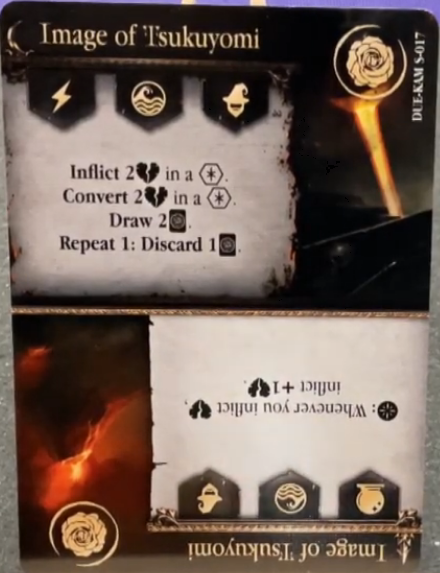 Image of Tsukuyomi
DUE-KAM S-017
Inflict 2 in a .
Convert 2 in a .
Draw 2 .
Repeat 1: Discard 1 .
: Whenever you inflict ,
inflict +1 .
Image of Tsukuyomi